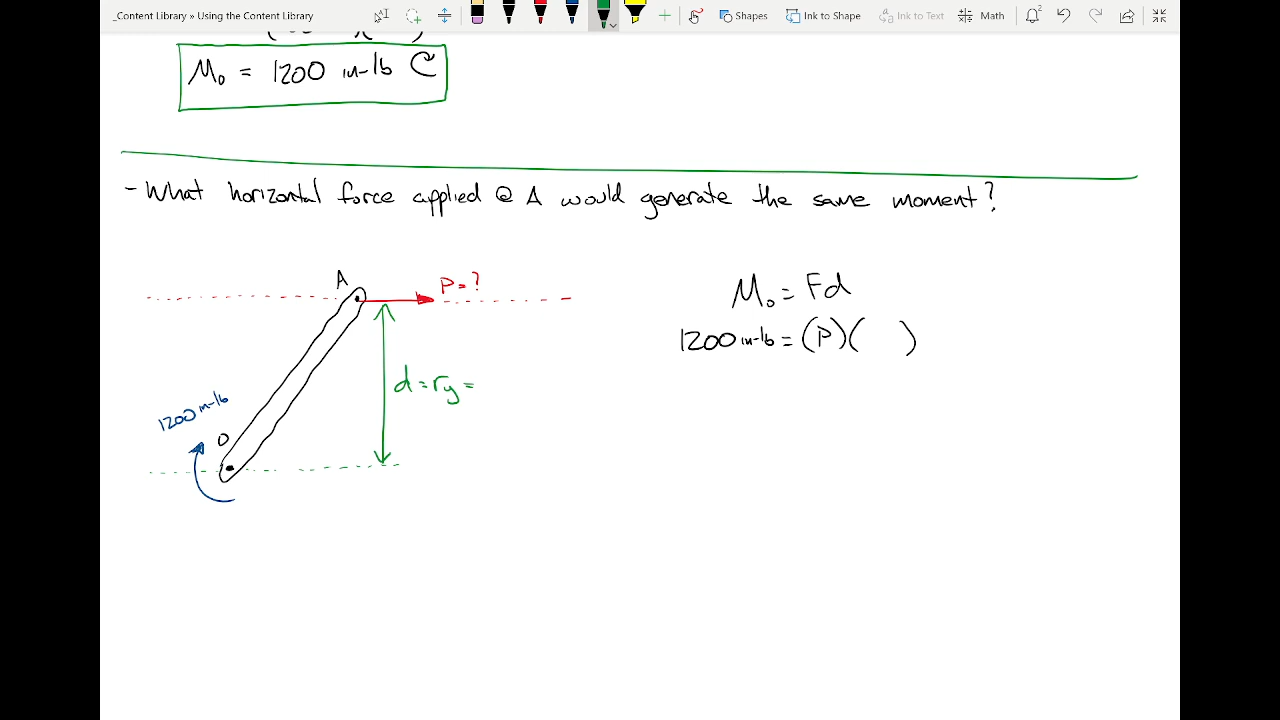 _Content Library » Using the Content Library
Shapes
Ink to Shape
Ink to Text
Math
M₀ = 1200 in-lb
- What horizontal force applied @ A would generate the same moment?
A
P=?
M₀ = Fd
1200 in-lb = (P)( )
d = ry =
1200 in-lb
O